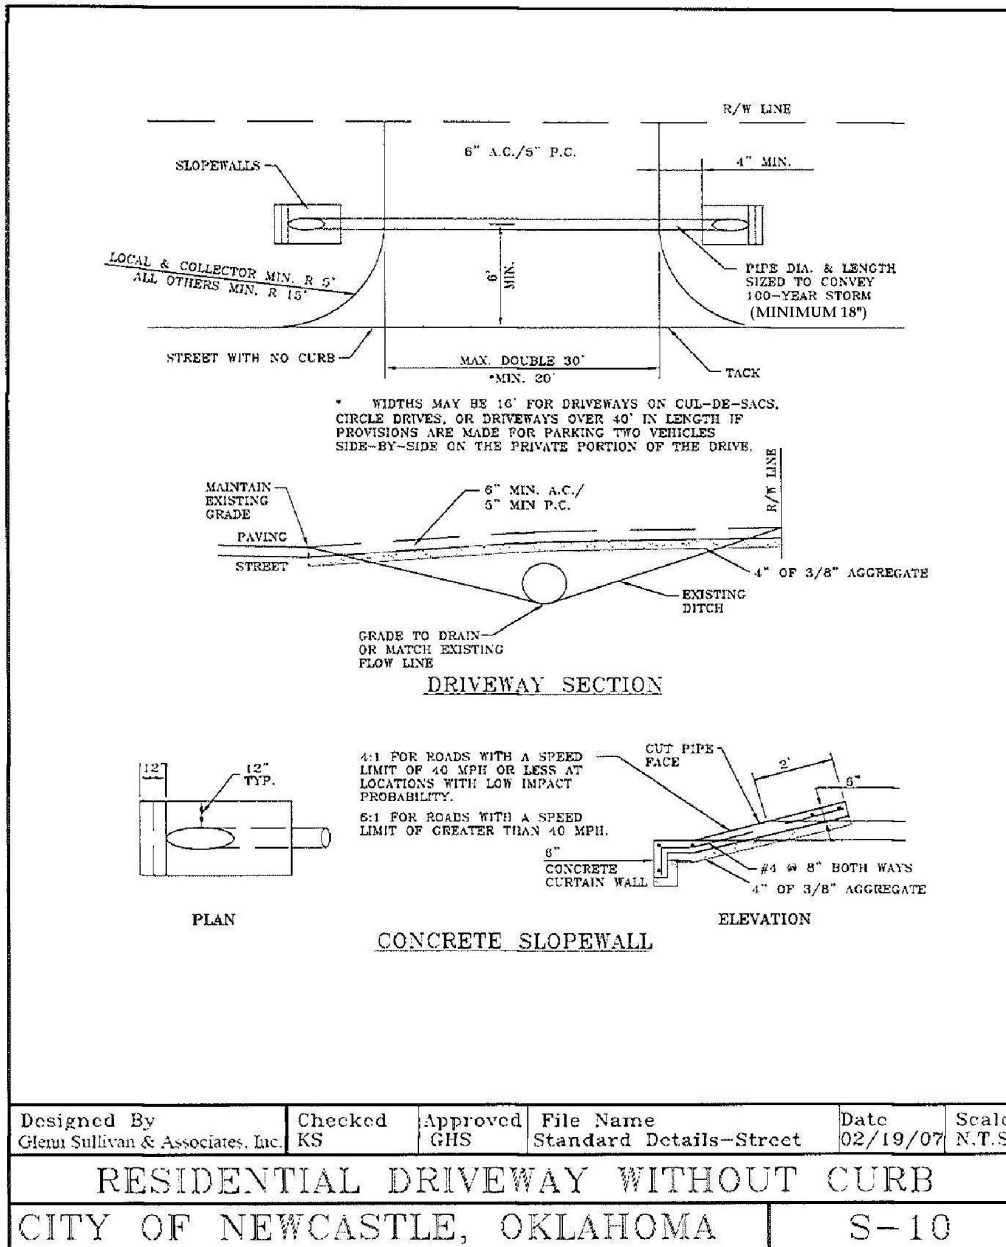 R/W LINE
6" A.C./5" P.C.
4" MIN.
SLOPEWALLS
LOCAL & COLLECTOR MIN. R 5'
ALL OTHERS MIN. R 15'
6'
MIN.
PIPE DIA. & LENGTH
SIZED TO CONVEY
100-YEAR STORM
(MINIMUM 18")
STREET WITH NO CURB
MAX. DOUBLE 30'
*MIN. 20'
TACK
* WIDTHS MAY BE 16' FOR DRIVEWAYS ON CUL-DE-SACS,
CIRCLE DRIVES, OR DRIVEWAYS OVER 40' IN LENGTH IF
PROVISIONS ARE MADE FOR PARKING TWO VEHICLES
SIDE-BY-SIDE ON THE PRIVATE PORTION OF THE DRIVE.
R/W LINE
MAINTAIN
EXISTING
GRADE
6" MIN. A.C./
5" MIN P.C.
PAVING
STREET
4" OF 3/8" AGGREGATE
EXISTING
DITCH
GRADE TO DRAIN
OR MATCH EXISTING
FLOW LINE
DRIVEWAY SECTION
12"
12"
TYP.
4:1 FOR ROADS WITH A SPEED
LIMIT OF 40 MPH OR LESS AT
LOCATIONS WITH LOW IMPACT
PROBABILITY.
6:1 FOR ROADS WITH A SPEED
LIMIT OF GREATER THAN 40 MPH.
CUT PIPE
FACE
2'
6"
6"
CONCRETE
CURTAIN WALL
#4 @ 8" BOTH WAYS
4" OF 3/8" AGGREGATE
PLAN
ELEVATION
CONCRETE SLOPEWALL
Designed By
Glenn Sullivan & Associates, Inc.
Checked
KS
Approved
GHS
File Name
Standard Details-Street
Date
02/19/07
Scale
N.T.S
RESIDENTIAL DRIVEWAY WITHOUT CURB
CITY OF NEWCASTLE, OKLAHOMA
S-10